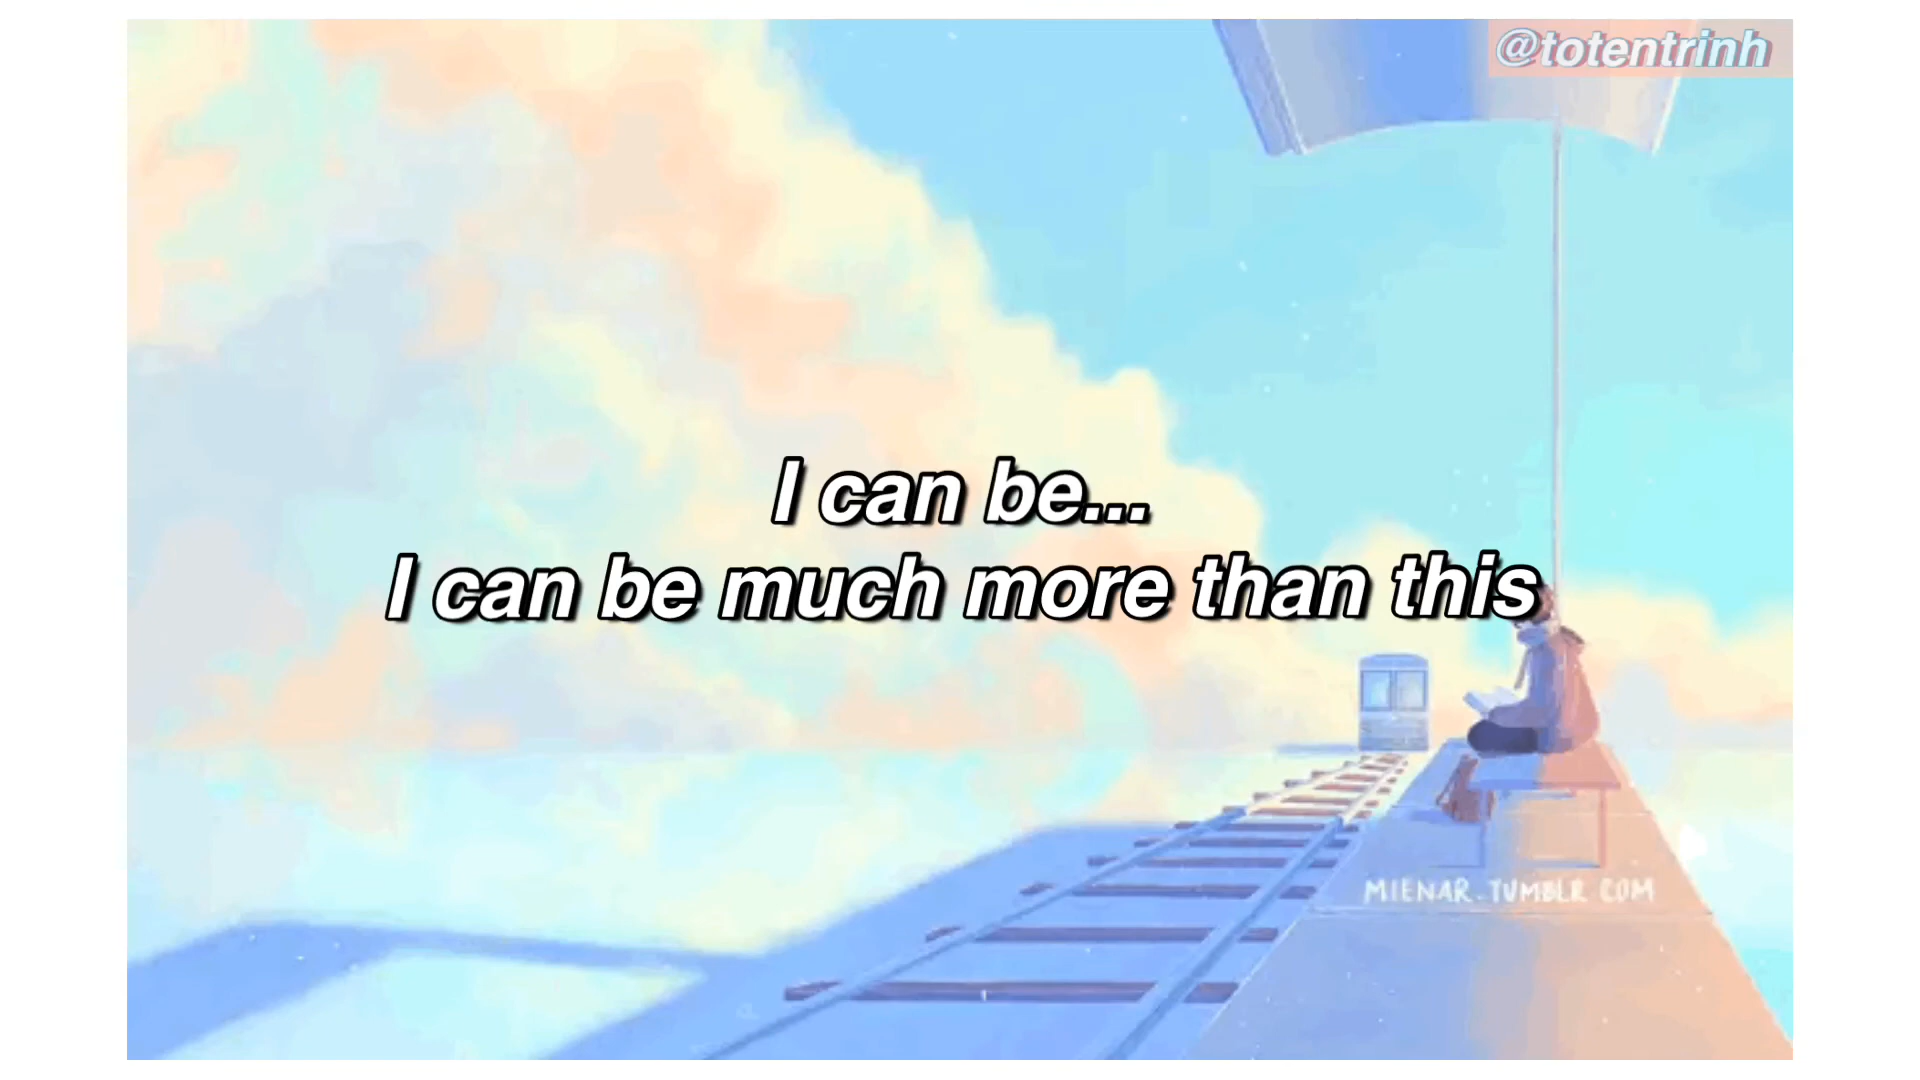 @totentrinh
I can be...
I can be much more than this
MIENAR.TUMBLR.COM